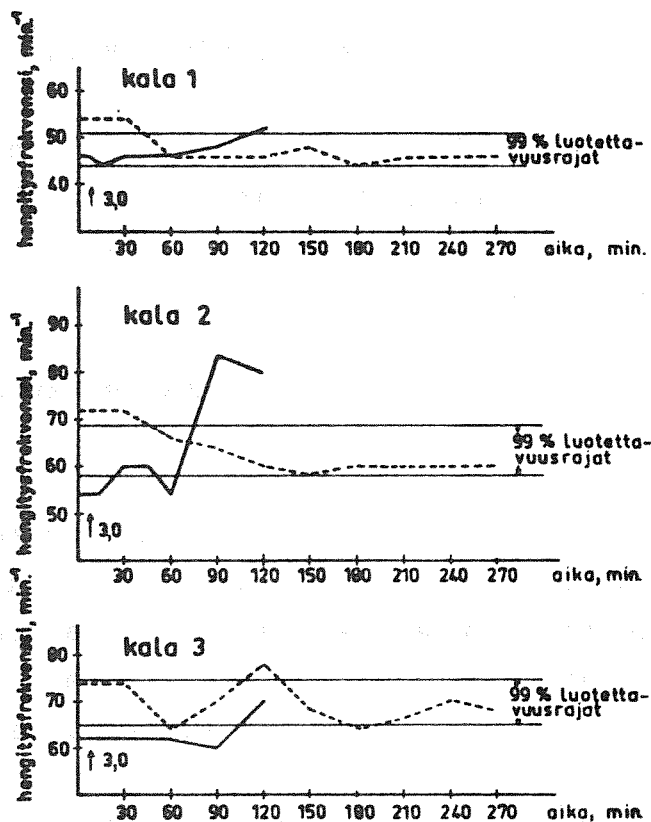 hengitysfrekvenssi, min.⁻¹
kala 1
60
50
40
99 % luotetta-
vuusrajat
↑ 3,0
30 60 90 120 150 180 210 240 270 aika, min.
hengitysfrekvenssi, min.⁻¹
kala 2
90
80
70
60
50
99 % luotetta-
vuusrajat
↑ 3,0
30 60 90 120 150 180 210 240 270 aika, min.
hengitysfrekvenssi, min.⁻¹
kala 3
80
70
60
99 % luotetta-
vuusrajat
↑ 3,0
30 60 90 120 150 180 210 240 270 aika, min.